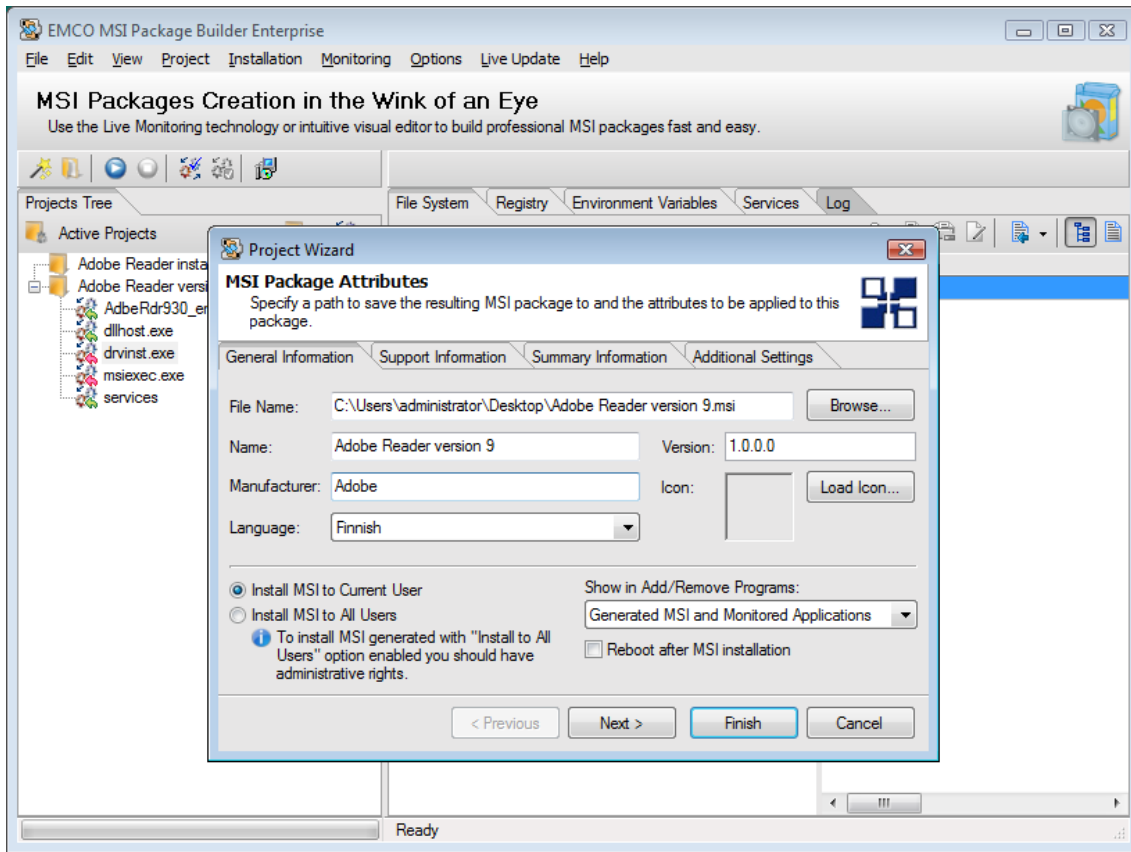 EMCO MSI Package Builder Enterprise
File Edit View Project Installation Monitoring Options Live Update Help
MSI Packages Creation in the Wink of an Eye
Use the Live Monitoring technology or intuitive visual editor to build professional MSI packages fast and easy.
Projects Tree
File System Registry Environment Variables Services Log
Active Projects
Adobe Reader insta
Adobe Reader versi
AdbeRdr930_er
dllhost.exe
drvinst.exe
msiexec.exe
services
Project Wizard
MSI Package Attributes
Specify a path to save the resulting MSI package to and the attributes to be applied to this
package.
General Information Support Information Summary Information Additional Settings
File Name: C:\Users\administrator\Desktop\Adobe Reader version 9.msi Browse...
Name: Adobe Reader version 9 Version: 1.0.0.0
Manufacturer: Adobe Icon: Load Icon...
Language: Finnish
Install MSI to Current User
Install MSI to All Users
To install MSI generated with "Install to All
Users" option enabled you should have
administrative rights.
Show in Add/Remove Programs:
Generated MSI and Monitored Applications
Reboot after MSI installation
< Previous Next > Finish Cancel
Ready